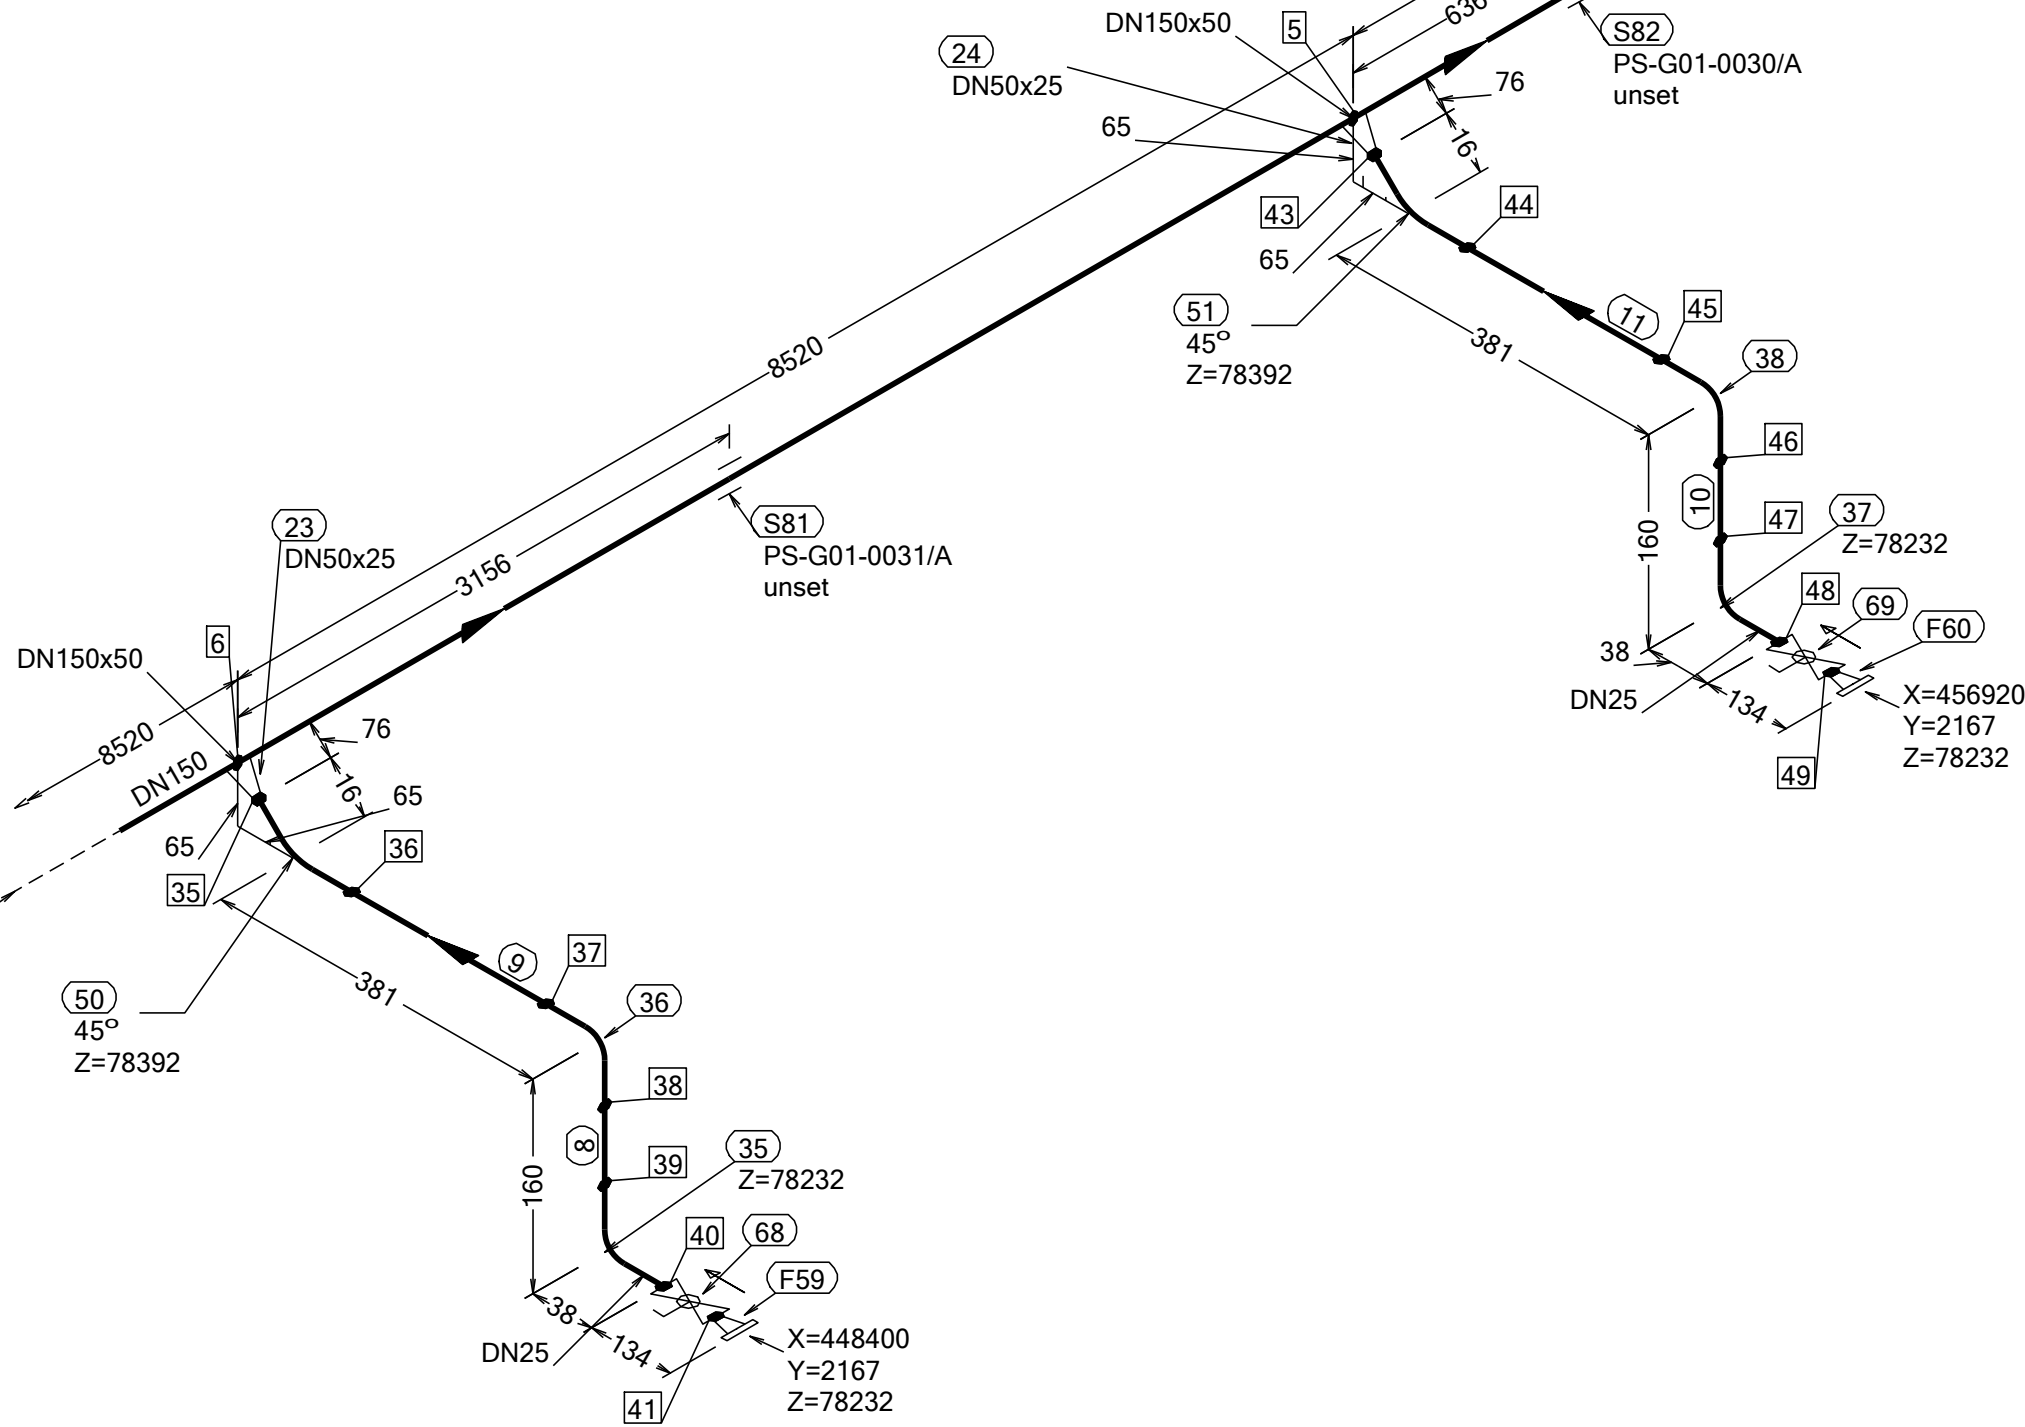 DN150x50
5
636
24
DN50x25
S82
PS-G01-0030/A
unset
76
65
16
43
44
65
8520
51
45°
Z=78392
11
45
381
38
46
10
160
47
37
Z=78232
48
69
F60
38
DN25
134
X=456920
Y=2167
Z=78232
49
23
DN50x25
S81
PS-G01-0031/A
unset
3156
6
DN150x50
8520
DN150
76
16
65
65
35
36
9
37
381
50
45°
Z=78392
36
38
8
160
39
35
Z=78232
40
68
F59
38
DN25
134
X=448400
Y=2167
Z=78232
41